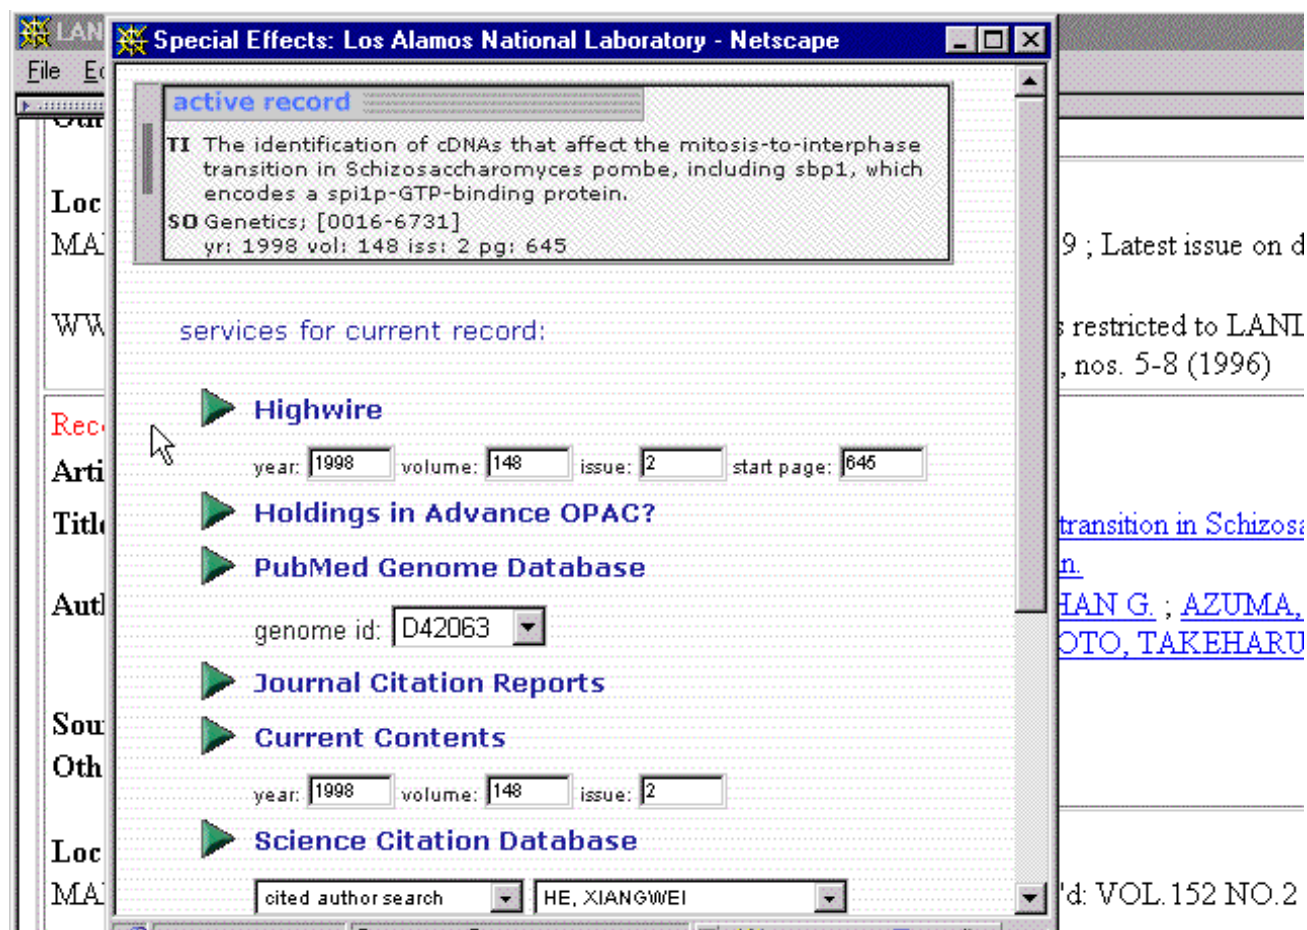 LAN
Special Effects: Los Alamos National Laboratory - Netscape
File
active record
TI The identification of cDNAs that affect the mitosis-to-interphase
transition in Schizosaccharomyces pombe, including sbp1, which
encodes a spi1p-GTP-binding protein.
SO Genetics; [0016-6731]
yr: 1998 vol: 148 iss: 2 pg: 645
Loc
MA
9 ; Latest issue on d
WW
services for current record:
s restricted to LANL
, nos. 5-8 (1996)
Rec
Highwire
Arti
year: 1998 volume: 148 issue: 2 start page: 645
Title
Holdings in Advance OPAC?
transition in Schizosa
PubMed Genome Database
n.
Auth
genome id: D42063
HAN G. ; AZUMA,
OTO, TAKEHARU
Journal Citation Reports
Sou
Current Contents
Oth
year: 1998 volume: 148 issue: 2
Science Citation Database
Loc
MA
cited author search HE, XIANGWEI
'd: VOL.152 NO.2